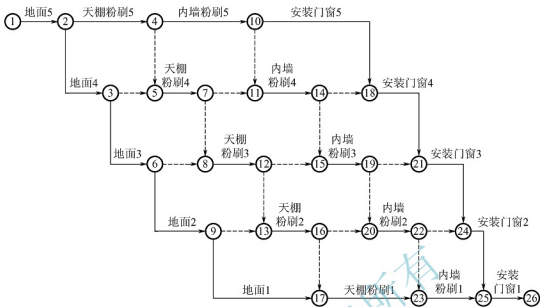 ① 地面5 ② 天棚粉刷5 ④ 内墙粉刷5 ⑩ 安装门窗5
地面4 ③ ⑤ 天棚粉刷4 ⑦ ⑪ 内墙粉刷4 ⑭ ⑱ 安装门窗4
地面3 ⑥ ⑧ 天棚粉刷3 ⑫ ⑮ 内墙粉刷3 ⑲ ㉑ 安装门窗3
地面2 ⑨ ⑬ 天棚粉刷2 ⑯ ⑳ 内墙粉刷2 ㉒ ㉔ 安装门窗2
地面1 ⑰ 天棚粉刷1 ㉓ 内墙粉刷1 ㉕ 安装门窗1 ㉖
所有